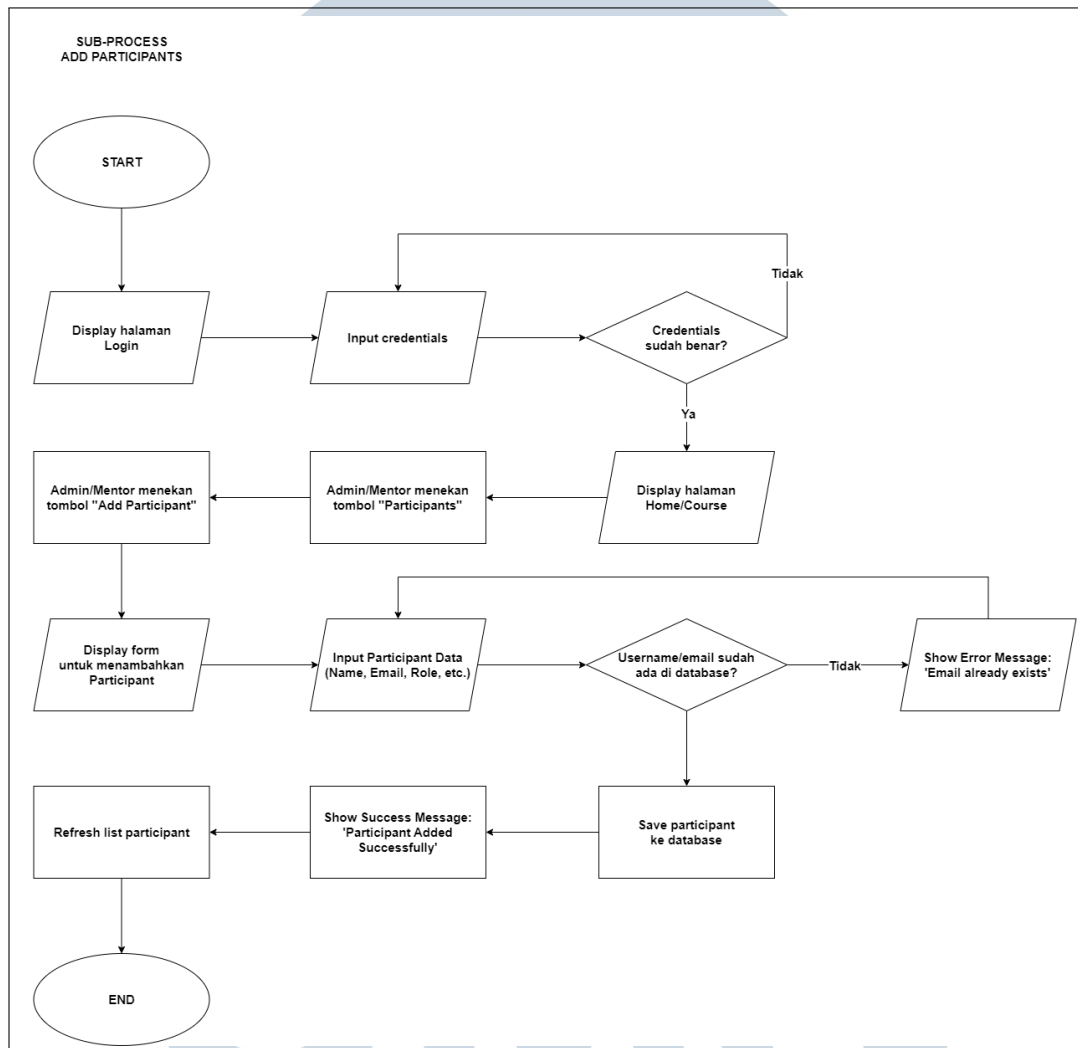 SUB-PROCESS
ADD PARTICIPANTS
START
Tidak
Display halaman
Login
Input credentials
Credentials
sudah benar?
Ya
Admin/Mentor menekan
tombol "Add Participant"
Admin/Mentor menekan
tombol "Participants"
Display halaman
Home/Course
Display form
untuk menambahkan
Participant
Input Participant Data
(Name, Email, Role, etc.)
Username/email sudah
ada di database?
Tidak
Show Error Message:
'Email already exists'
Refresh list participant
Show Success Message:
'Participant Added
Successfully'
Save participant
ke database
END